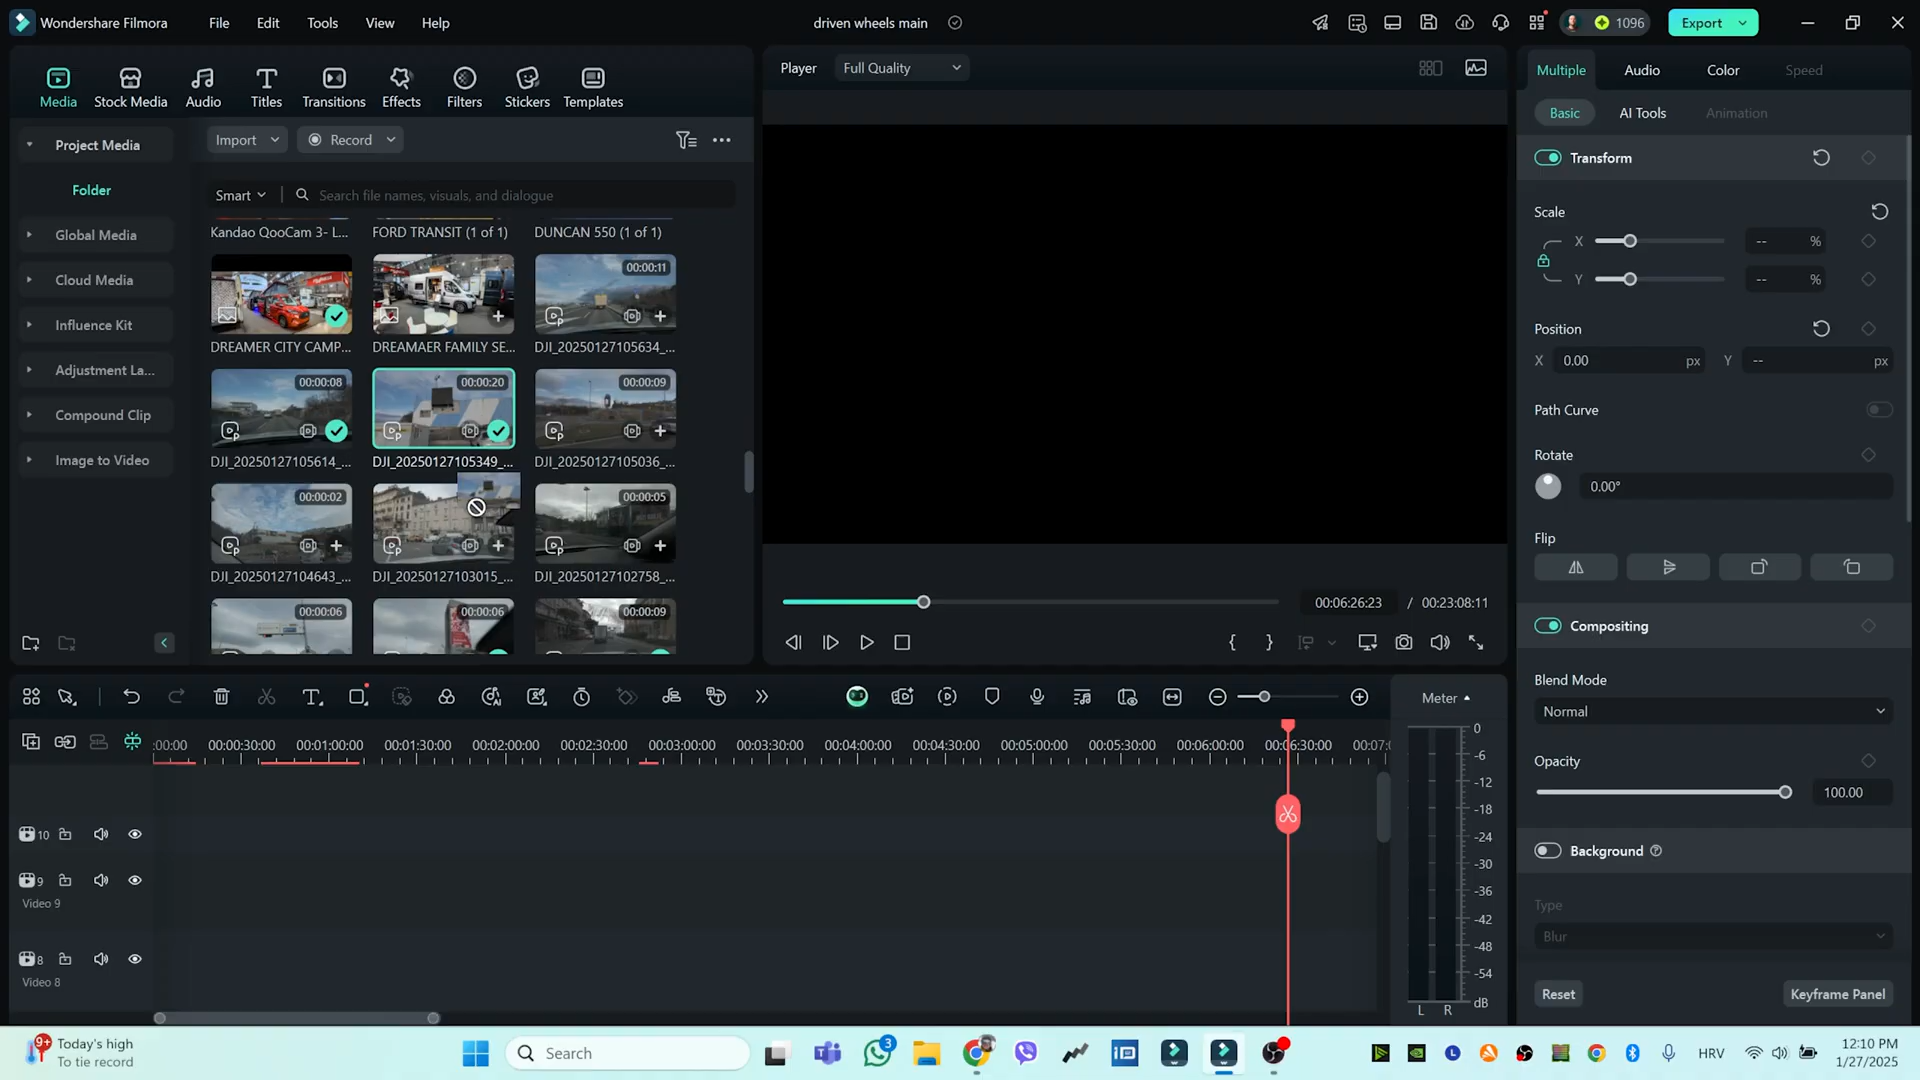 Wondershare Filmora
File
Edit
Tools
View
Help
driven wheels main
1096
Export
Media
Stock Media
Audio
Titles
Transitions
Effects
Filters
Stickers
Templates
Player
Full Quality
Multiple
Audio
Color
Speed
Basic
AI Tools
Animation
Project Media
Folder
Global Media
Cloud Media
Influence Kit
Adjustment La...
Compound Clip
Image to Video
Import
Record
Smart
Search file names, visuals, and dialogue
Kandao QooCam 3- L...
FORD TRANSIT (1 of 1)
DUNCAN 550 (1 of 1)
00:00:11
DREAMER CITY CAMP...
DREAMAER FAMILY SE...
DJI_20250127105634_...
00:00:08
00:00:20
00:00:09
DJI_20250127105614_...
DJI_20250127105349_...
DJI_20250127105036_...
00:00:02
00:00:05
DJI_20250127104643_...
DJI_20250127103015_...
DJI_20250127102758_...
00:00:06
00:00:06
00:00:09
00:06:26:23 / 00:23:08:11
Transform
Scale
X -- %
Y -- %
Position
X 0.00 px Y -- px
Path Curve
Rotate
0.00°
Flip
Compositing
Blend Mode
Normal
Opacity
100.00
Background
Type
Blur
Reset
Keyframe Panel
Meter
:00:00 00:00:30:00 00:01:00:00 00:01:30:00 00:02:00:00 00:02:30:00 00:03:00:00 00:03:30:00 00:04:00:00 00:04:30:00 00:05:00:00 00:05:30:00 00:06:00:00 00:06:30:00 00:07:0
10
9
Video 9
8
Video 8
0
-6
-12
-18
-24
-30
-36
-42
-48
-54
dB
L R
9+
Today's high
To tie record
Search
3
HRV
12:10 PM
1/27/2025